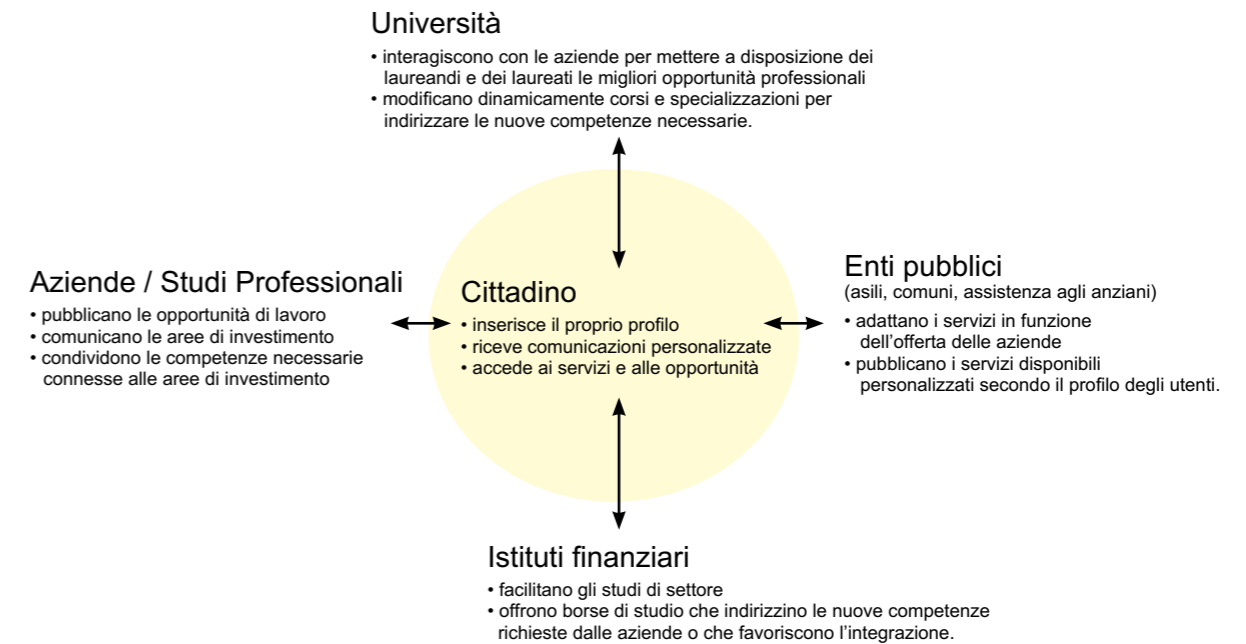 Università
• interagiscono con le aziende per mettere a disposizione dei
laureandi e dei laureati le migliori opportunità professionali
• modificano dinamicamente corsi e specializzazioni per
indirizzare le nuove competenze necessarie.
Aziende / Studi Professionali
• pubblicano le opportunità di lavoro
• comunicano le aree di investimento
• condividono le competenze necessarie
connesse alle aree di investimento
Cittadino
• inserisce il proprio profilo
• riceve comunicazioni personalizzate
• accede ai servizi e alle opportunità
Enti pubblici
(asili, comuni, assistenza agli anziani)
• adattano i servizi in funzione
dell’offerta delle aziende
• pubblicano i servizi disponibili
personalizzati secondo il profilo degli utenti.
Istituti finanziari
• facilitano gli studi di settore
• offrono borse di studio che indirizzino le nuove competenze
richieste dalle aziende o che favoriscono l’integrazione.